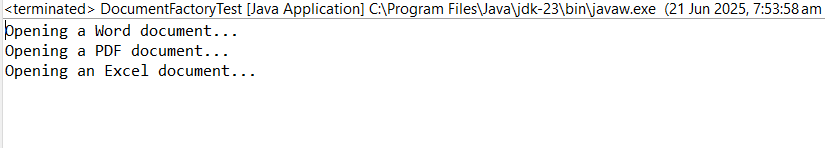 <terminated> DocumentFactoryTest [Java Application] C:\Program Files\Java\jdk-23\bin\javaw.exe (21 Jun 2025, 7:53:58 am
Opening a Word document...
Opening a PDF document...
Opening an Excel document...